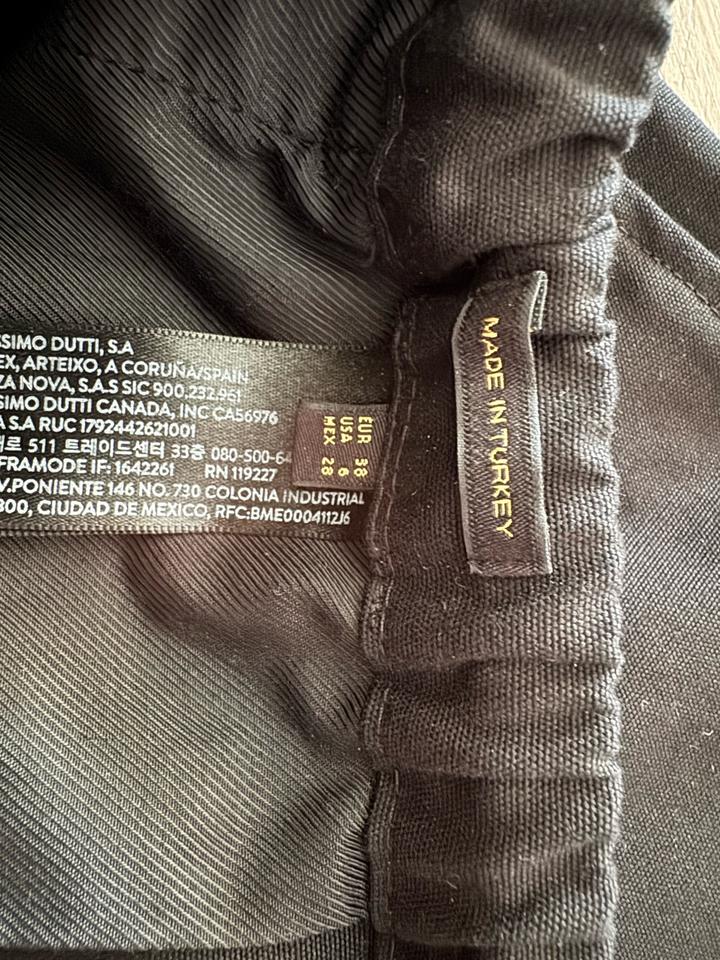 SSIMO DUTTI, S.A
EX, ARTEIXO, A CORUÑA/SPAIN
ZA NOVA, S.A.S SIC 900.232.961
SIMO DUTTI CANADA, INC CA56976
A S.A RUC 1792442621001
대로 511 트레이드센터 33층 080-500-64
FRAMODE IF: 1642261 RN 119227
V.PONIENTE 146 NO. 730 COLONIA INDUSTRIAL
300, CIUDAD DE MEXICO, RFC:BME0004112J6
EUR 38
USA 6
MEX 28
MADE IN TURKEY